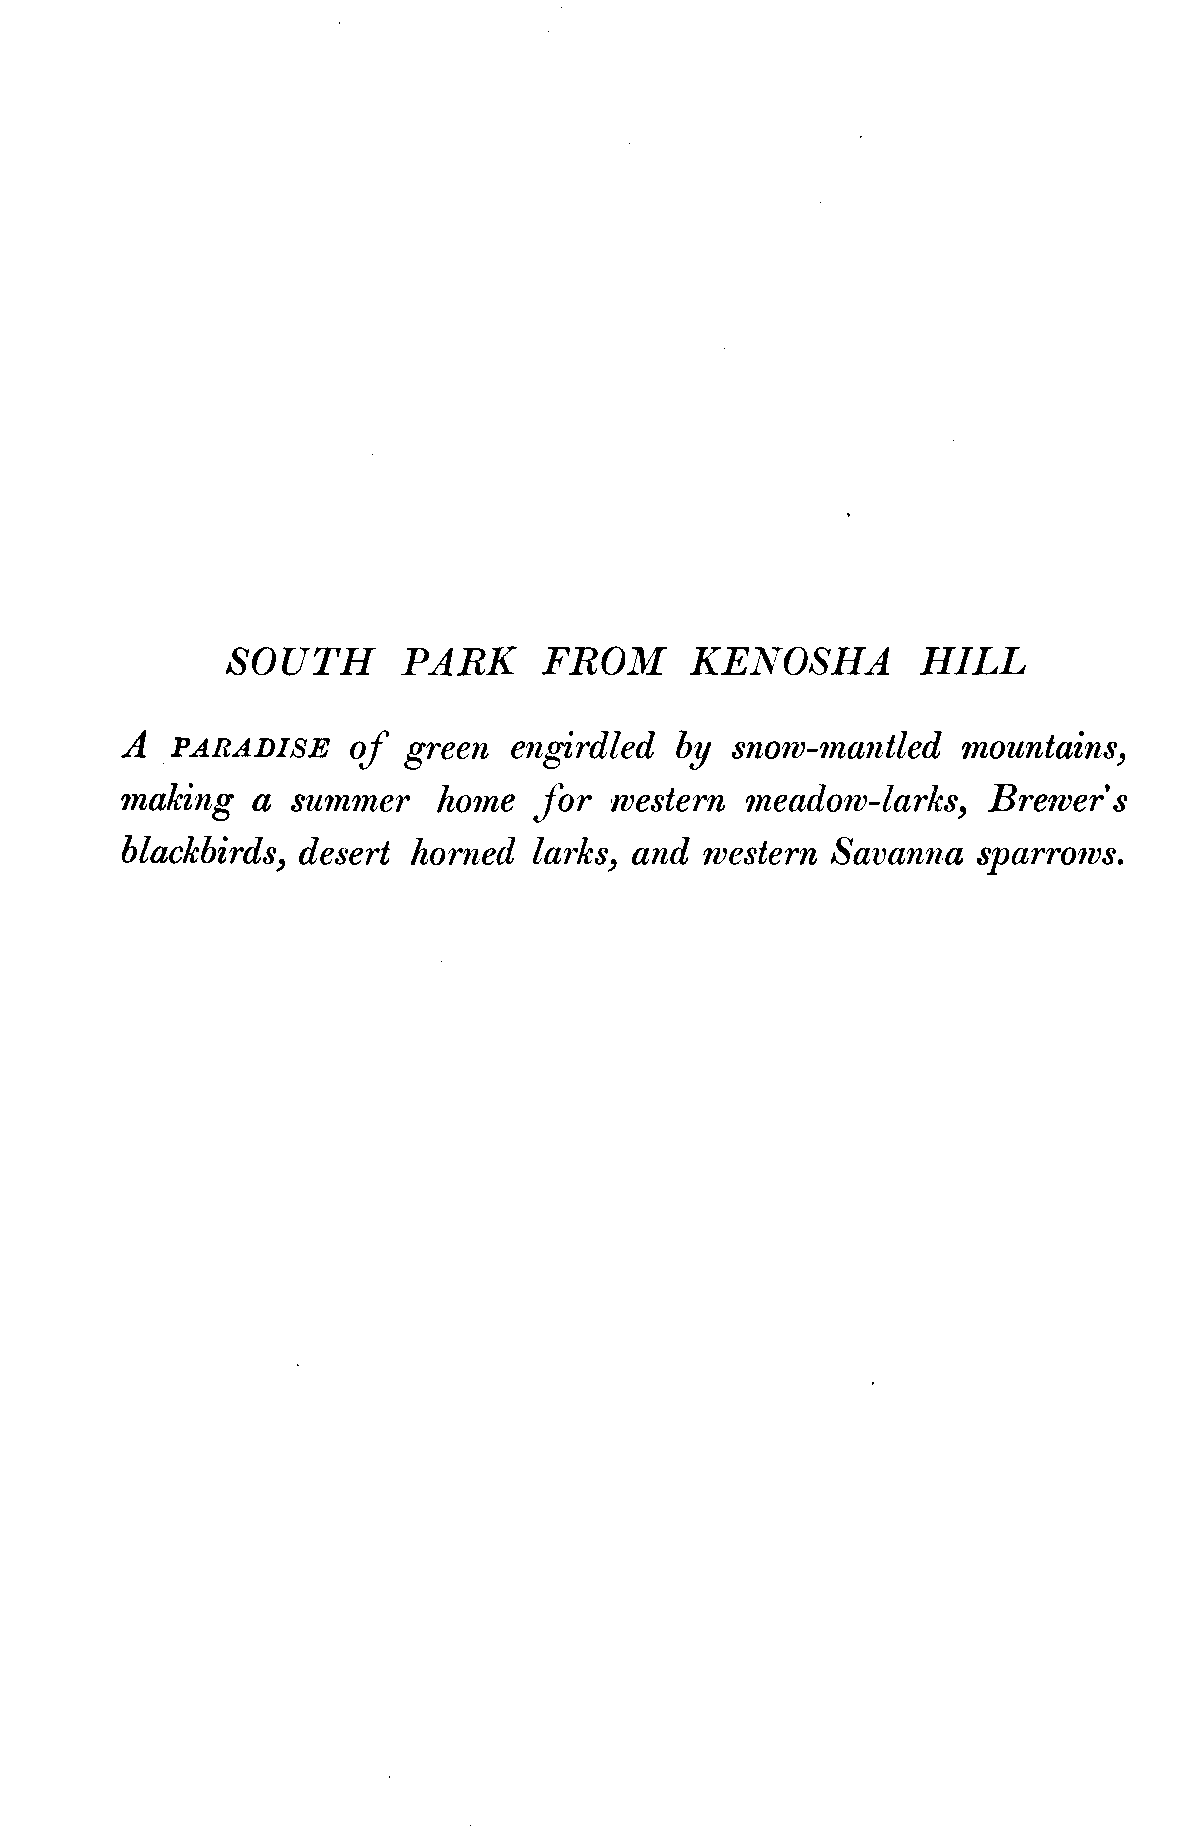 SOUTH PARK FROM KENOSHA HILL
A PARADISE of green engirdled by snow-mantled mountains,
making a summer home for western meadow-larks, Brewer's
blackbirds, desert horned larks, and western Savanna sparrows.